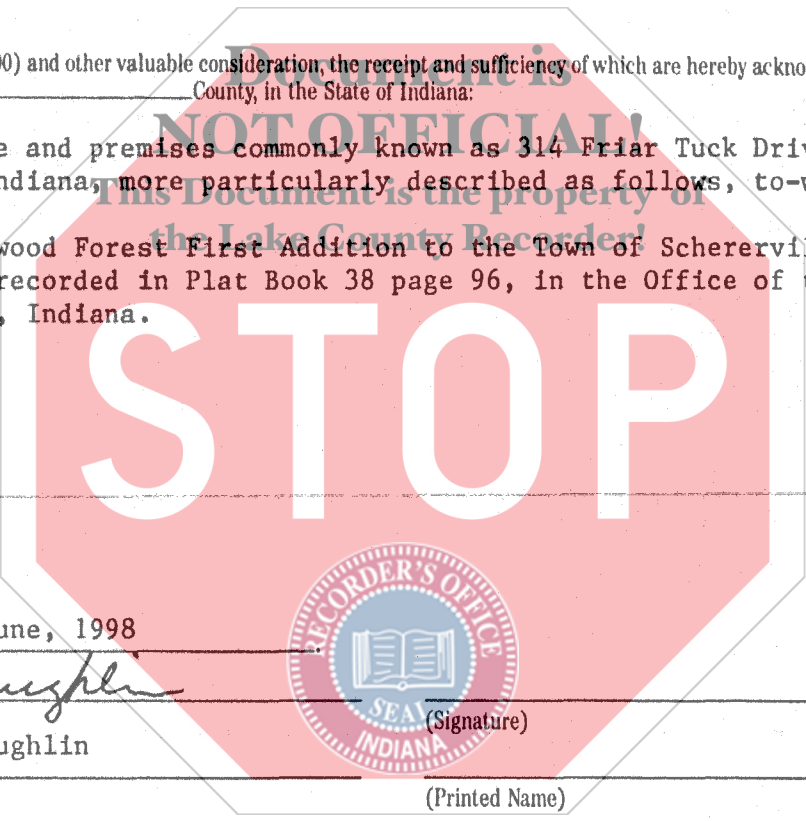 Document is
00) and other valuable consideration, the receipt and sufficiency of which are hereby ackno
County, in the State of Indiana:
NOT OFFICIAL!
e and premises commonly known as 314 Friar Tuck Driv
ndiana, more particularly described as follows, to-w
This Document is the property of
the Lake County Recorder!
wood Forest First Addition to the Town of Scherervil
recorded in Plat Book 38 page 96, in the Office of t
, Indiana.
STOP
une, 1998
RECORDER'S OFFICE
SEAL
INDIANA
ughlin
(Signature)
ughlin
(Printed Name)